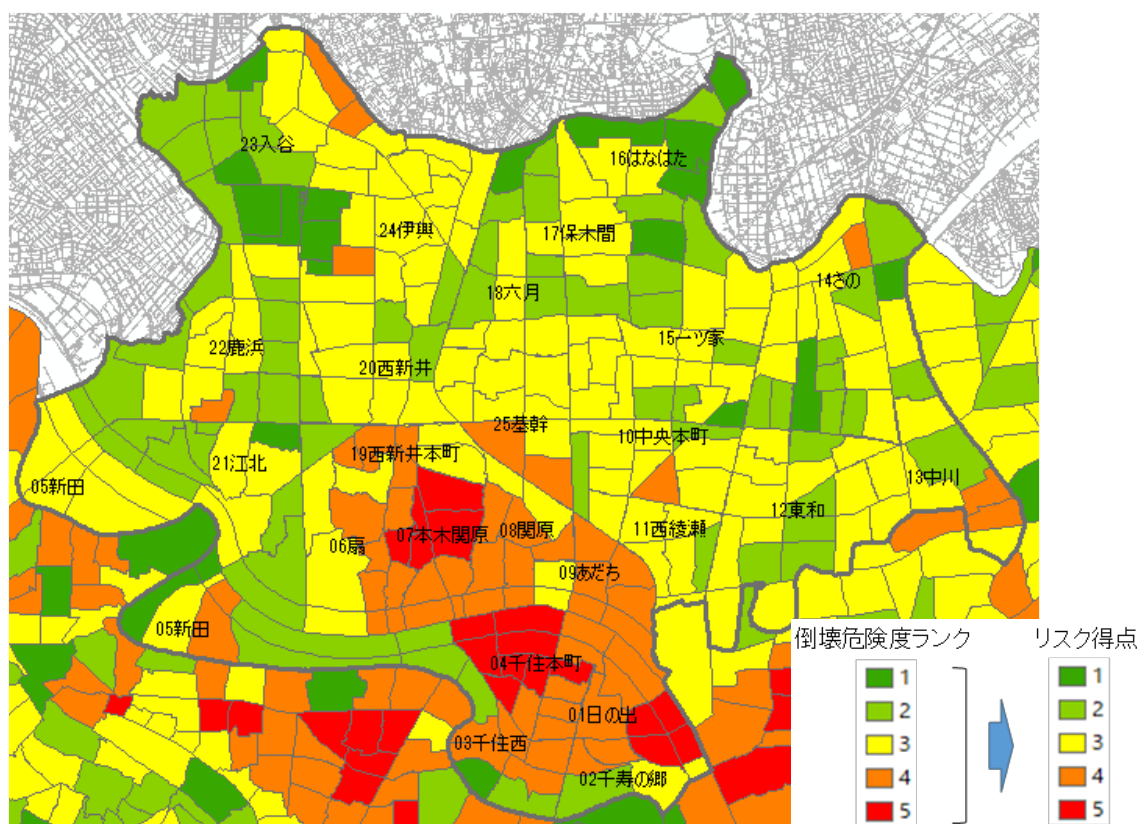 23入谷
16はなはた
24伊興
17保木間
14さの
18六月
15一ツ家
22鹿浜
20西新井
25基幹
10中央本町
19西新井本町
21江北
13中川
05新田
12東和
07本木関原
08関原
11西綾瀬
06扇
09あだち
05新田
04千住本町
01日の出
03千住西
02千寿の郷
倒壊危険度ランク
リスク得点
1
1
2
2
3
3
4
4
5
5